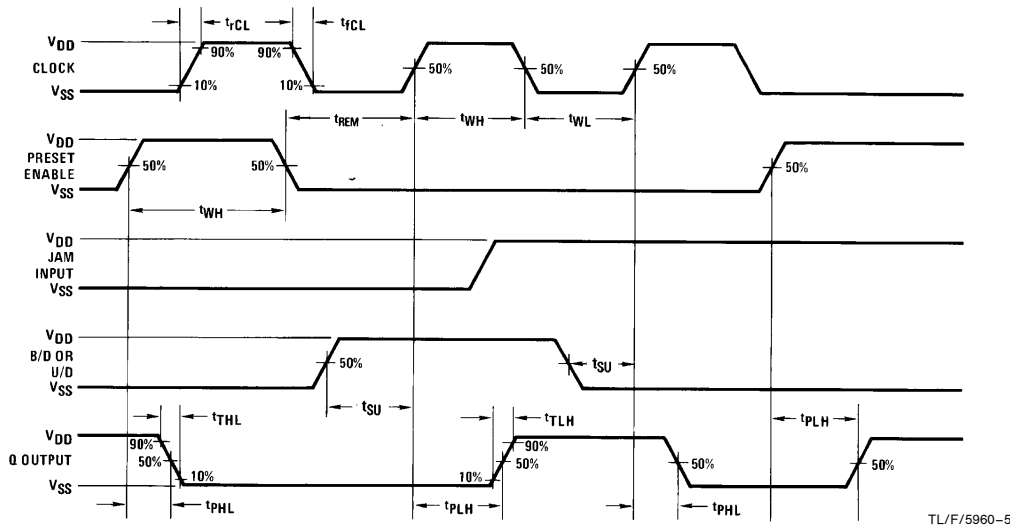 trCL
tfCL
VDD
90%
90%
CLOCK
50%
50%
50%
10%
10%
VSS
tREM
tWH
tWL
VDD
PRESET
ENABLE
50%
50%
50%
VSS
tWH
VDD
JAM
INPUT
VSS
VDD
B/D OR
U/D
50%
tSU
VSS
tSU
tTHL
tTLH
tPLH
VDD
90%
90%
Q OUTPUT
50%
50%
50%
50%
10%
10%
VSS
tPHL
tPLH
tPHL
TL/F/5960–5